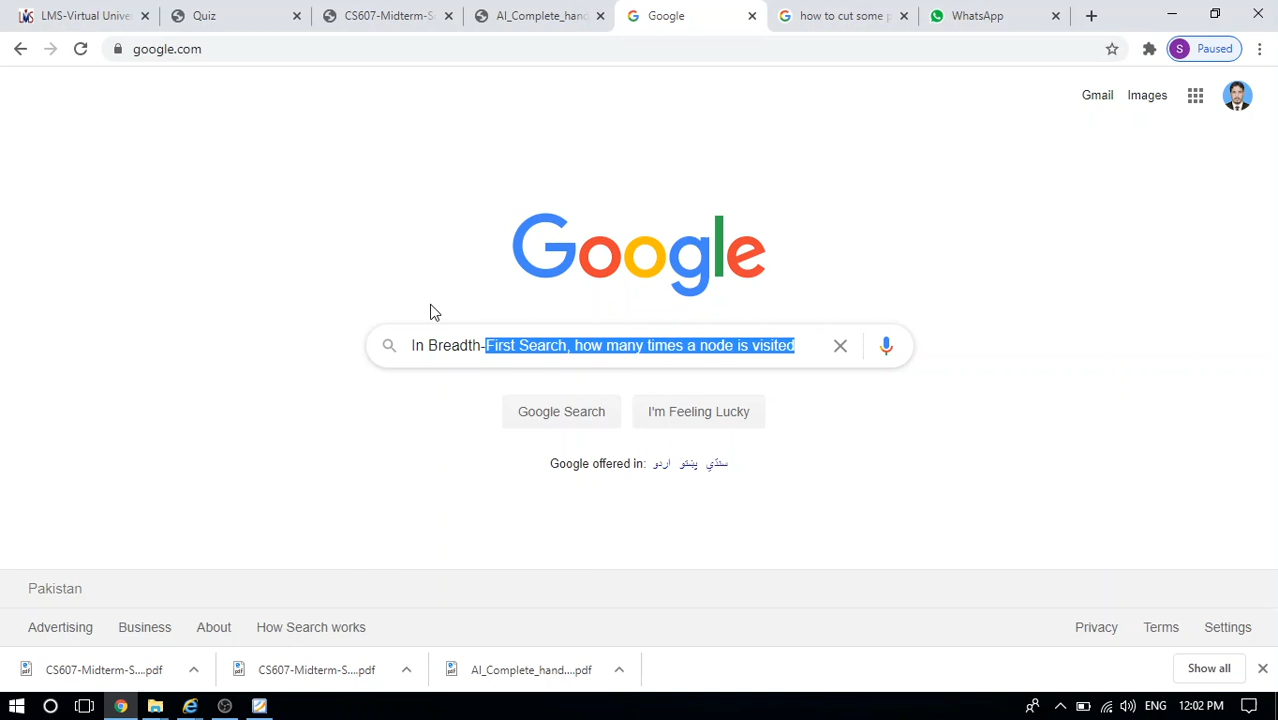 LMS-Virtual Unive
Quiz
CS607-Midterm-S
AI_Complete_hand
Google
how to cut some p
WhatsApp
google.com
S Paused
Gmail Images
Google
In Breadth-First Search, how many times a node is visited
Google Search I'm Feeling Lucky
Google offered in: اردو پښتو سنڌي
Pakistan
Advertising Business About How Search works Privacy Terms Settings
CS607-Midterm-S....pdf CS607-Midterm-S....pdf AI_Complete_hand....pdf Show all
ENG 12:02 PM